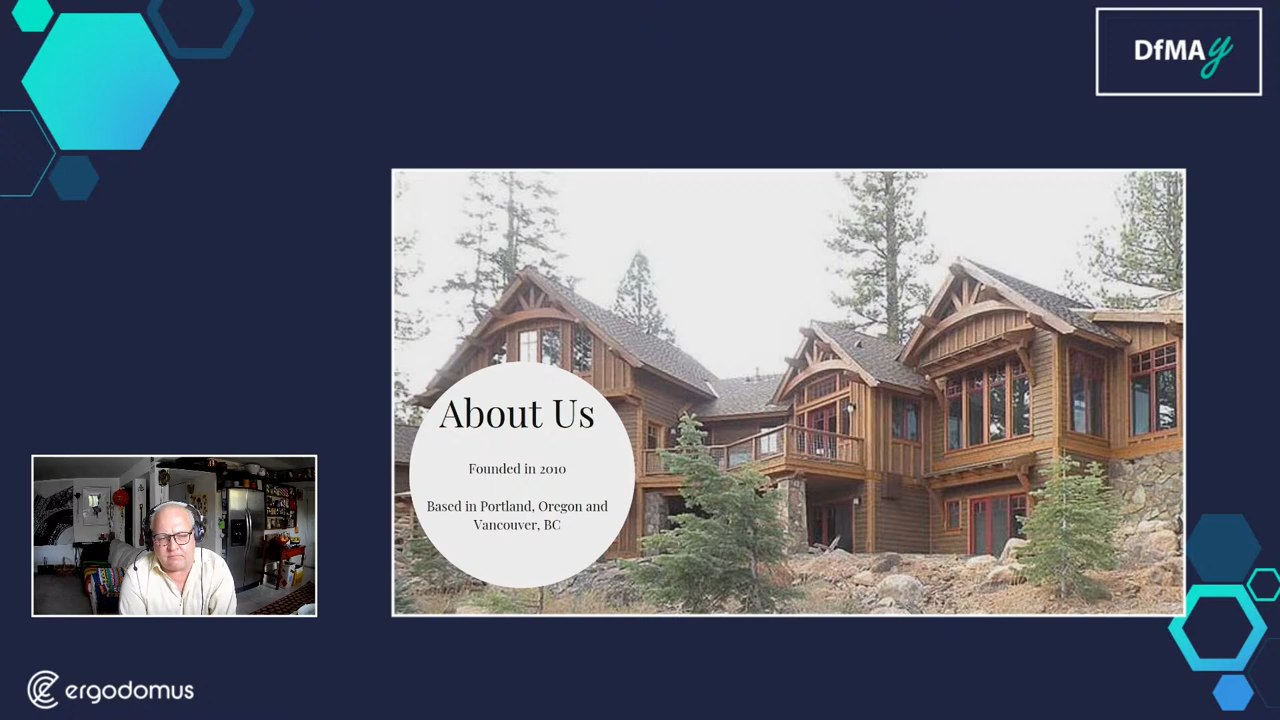 DfMAy
About Us
Founded in 2010
Based in Portland, Oregon and
Vancouver, BC
ergodomus